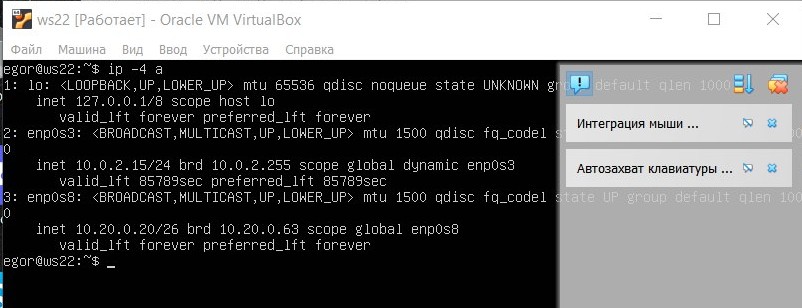 ws22 [Работает] - Oracle VM VirtualBox
Файл Машина Вид Ввод Устройства Справка
egor@ws22:~$ ip -4 a
1: lo: <LOOPBACK,UP,LOWER_UP> mtu 65536 qdisc noqueue state UNKNOWN group default qlen 1000
inet 127.0.0.1/8 scope host lo
valid_lft forever preferred_lft forever
2: enp0s3: <BROADCAST,MULTICAST,UP,LOWER_UP> mtu 1500 qdisc fq_codel
0
inet 10.0.2.15/24 brd 10.0.2.255 scope global dynamic enp0s3
valid_lft 85789sec preferred_lft 85789sec
3: enp0s8: <BROADCAST,MULTICAST,UP,LOWER_UP> mtu 1500 qdisc fq_codel state UP group default qlen 100
0
inet 10.20.0.20/26 brd 10.20.0.63 scope global enp0s8
valid_lft forever preferred_lft forever
egor@ws22:~$ _
Интеграция мыши ...
Автозахват клавиатуры ...